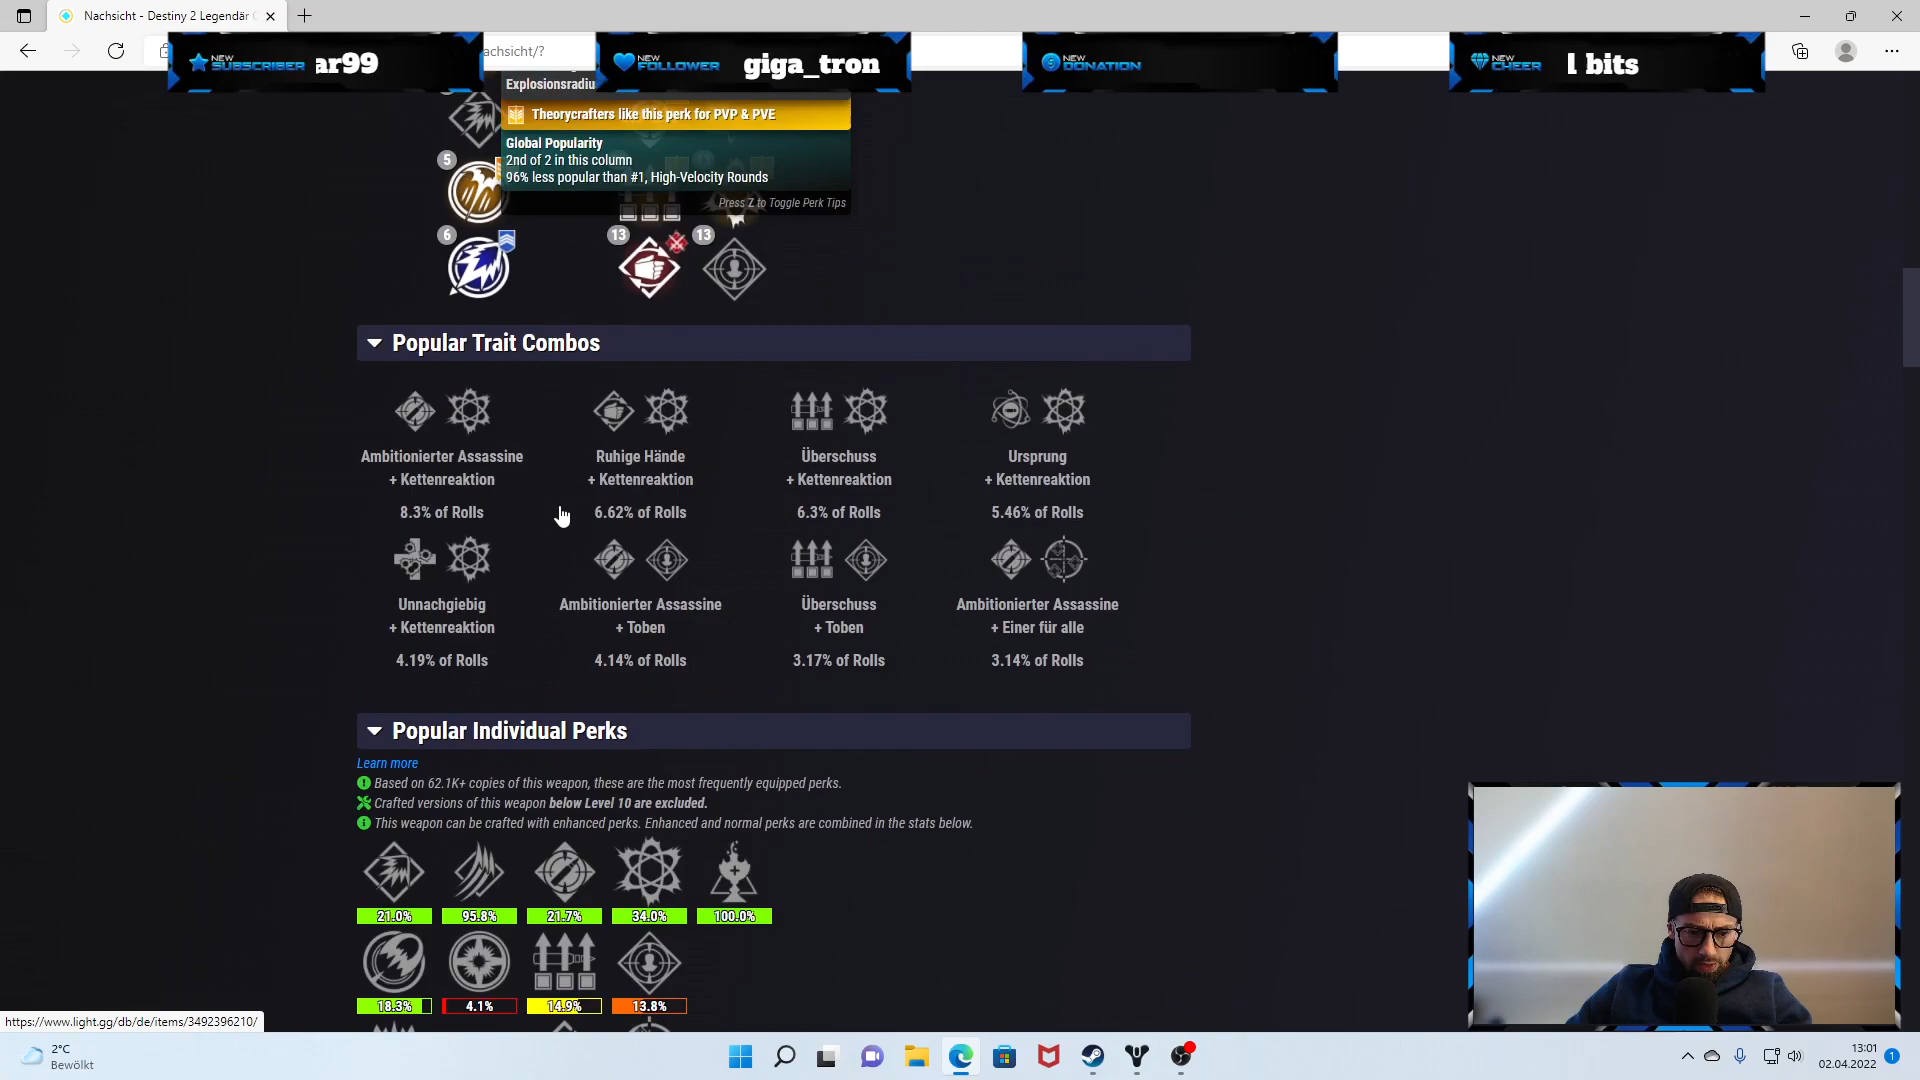 Nachsicht - Destiny 2 Legendär
achsicht/?
NEW SUBSCRIBER ar99
NEW FOLLOWER giga_tron
NEW DONATION
NEW CHEER l bits
Explosionsradiu
Theorycrafters like this perk for PVP & PVE
Global Popularity
2nd of 2 in this column
96% less popular than #1, High-Velocity Rounds
Press Z to Toggle Perk Tips
5
6
13
13
Popular Trait Combos
Ambitionierter Assassine
+ Kettenreaktion
8.3% of Rolls
Ruhige Hände
+ Kettenreaktion
6.62% of Rolls
Überschuss
+ Kettenreaktion
6.3% of Rolls
Ursprung
+ Kettenreaktion
5.46% of Rolls
Unnachgiebig
+ Kettenreaktion
4.19% of Rolls
Ambitionierter Assassine
+ Toben
4.14% of Rolls
Überschuss
+ Toben
3.17% of Rolls
Ambitionierter Assassine
+ Einer für alle
3.14% of Rolls
Popular Individual Perks
Learn more
Based on 62.1K+ copies of this weapon, these are the most frequently equipped perks.
Crafted versions of this weapon below Level 10 are excluded.
This weapon can be crafted with enhanced perks. Enhanced and normal perks are combined in the stats below.
21.0% 95.8% 21.7% 34.0% 100.0%
18.3% 4.1% 14.9% 13.8%
https://www.light.gg/db/de/items/3492396210/
2°C
Bewölkt
13:01
02.04.2022
1